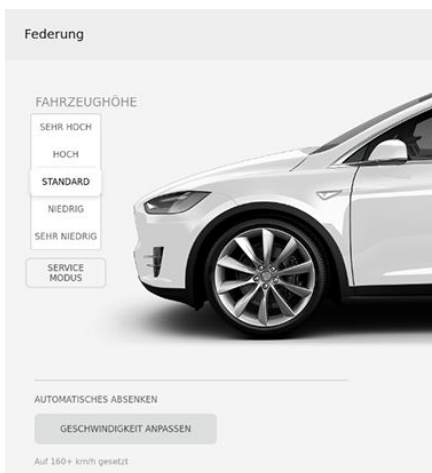 Federung
FAHRZEUGHÖHE
SEHR HOCH
HOCH
STANDARD
NIEDRIG
SEHR NIEDRIG
SERVICE
MODUS
AUTOMATISCHES ABSENKEN
GESCHWINDIGKEIT ANPASSEN
Auf 160+ km/h gesetzt